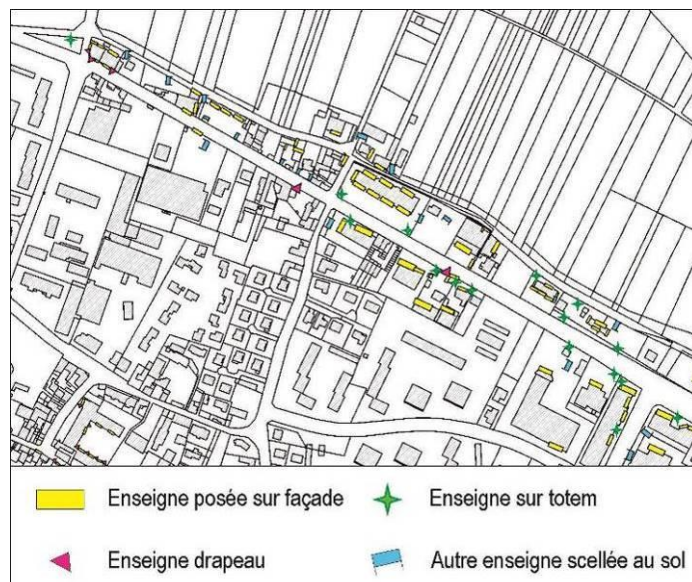 Enseigne posée sur façade
Enseigne sur totem
Enseigne drapeau
Autre enseigne scellée au sol